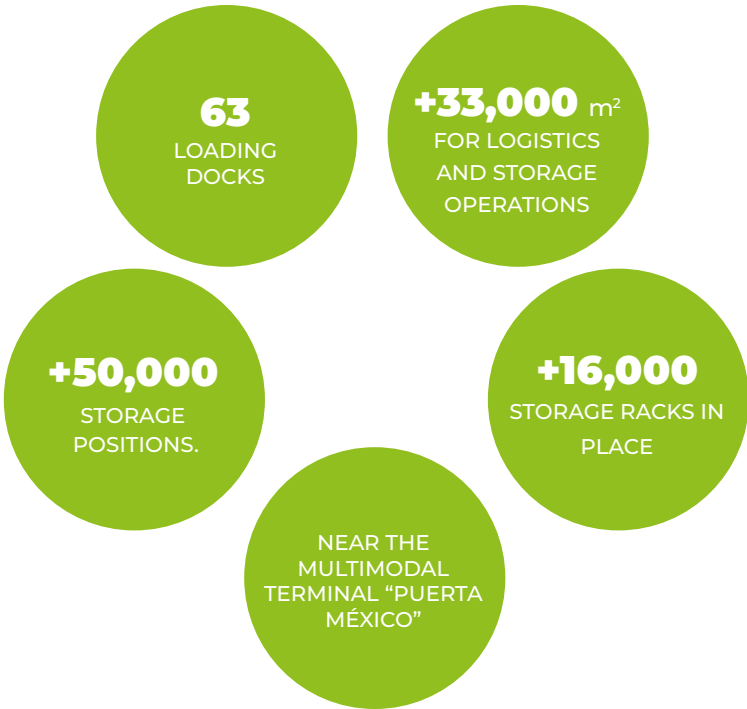 63
LOADING
DOCKS
+33,000 m²
FOR LOGISTICS
AND STORAGE
OPERATIONS
+50,000
STORAGE
POSITIONS.
+16,000
STORAGE RACKS IN
PLACE
NEAR THE
MULTIMODAL
TERMINAL “PUERTA
MÉXICO”